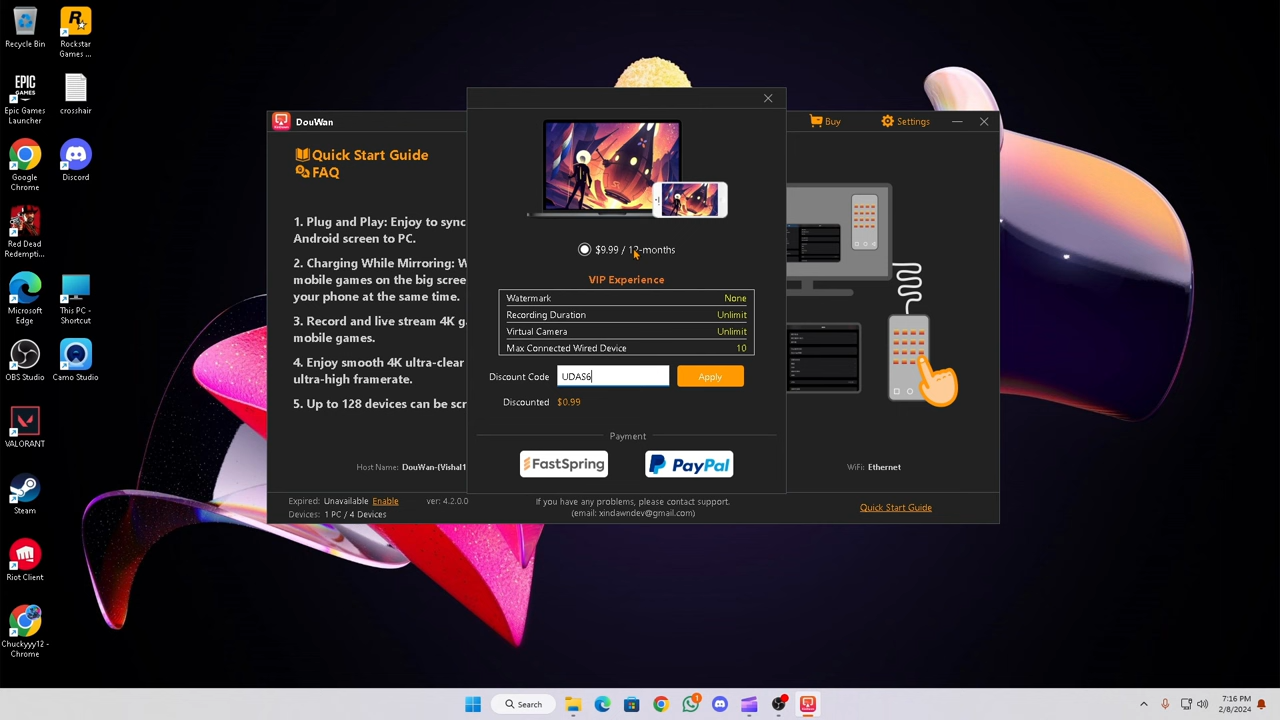 Recycle Bin
Rockstar
Games ...
EPIC
GAMES
Epic Games
Launcher
crosshair
Google
Chrome
Discord
Red Dead
Redempti...
Microsoft
Edge
This PC -
Shortcut
OBS Studio
Camo Studio
VALORANT
Steam
Riot Client
Chuckyyy12 -
Chrome
DouWan
Buy
Settings
Quick Start Guide
FAQ
1. Plug and Play: Enjoy to sync
Android screen to PC.
2. Charging While Mirroring: W
mobile games on the big scree
your phone at the same time.
3. Record and live stream 4K g
mobile games.
4. Enjoy smooth 4K ultra-clear
ultra-high framerate.
5. Up to 128 devices can be scr
Host Name: DouWan-[Vishal1
WiFi: Ethernet
Expired: Unavailable Enable
ver: 4.2.0.0
Devices: 1 PC / 4 Devices
If you have any problems, please contact support.
(email: xindawndev@gmail.com)
Quick Start Guide
$9.99 / 12-months
VIP Experience
Watermark None
Recording Duration Unlimit
Virtual Camera Unlimit
Max Connected Wired Device 10
Discount Code UDAS6 Apply
Discounted $0.99
Payment
FastSpring
PayPal
Search
1
7:16 PM
2/8/2024